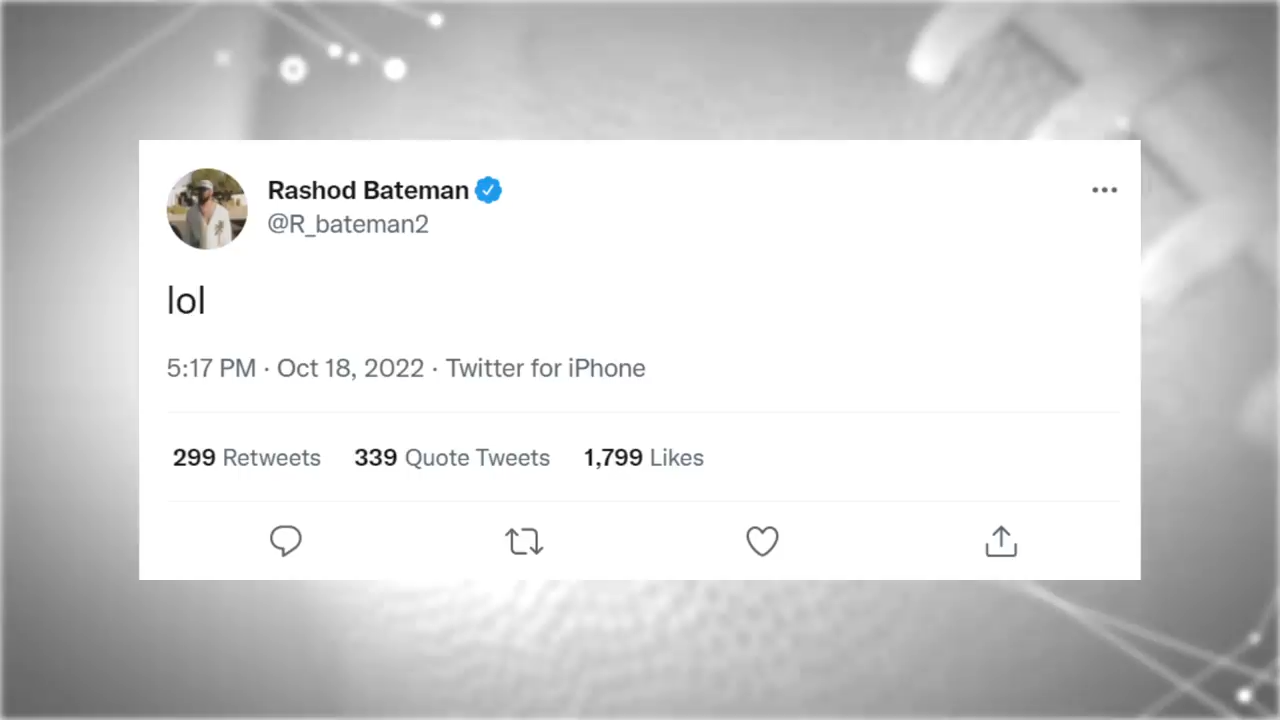 Rashod Bateman
@R_bateman2
lol
5:17 PM · Oct 18, 2022 · Twitter for iPhone
299 Retweets 339 Quote Tweets 1,799 Likes